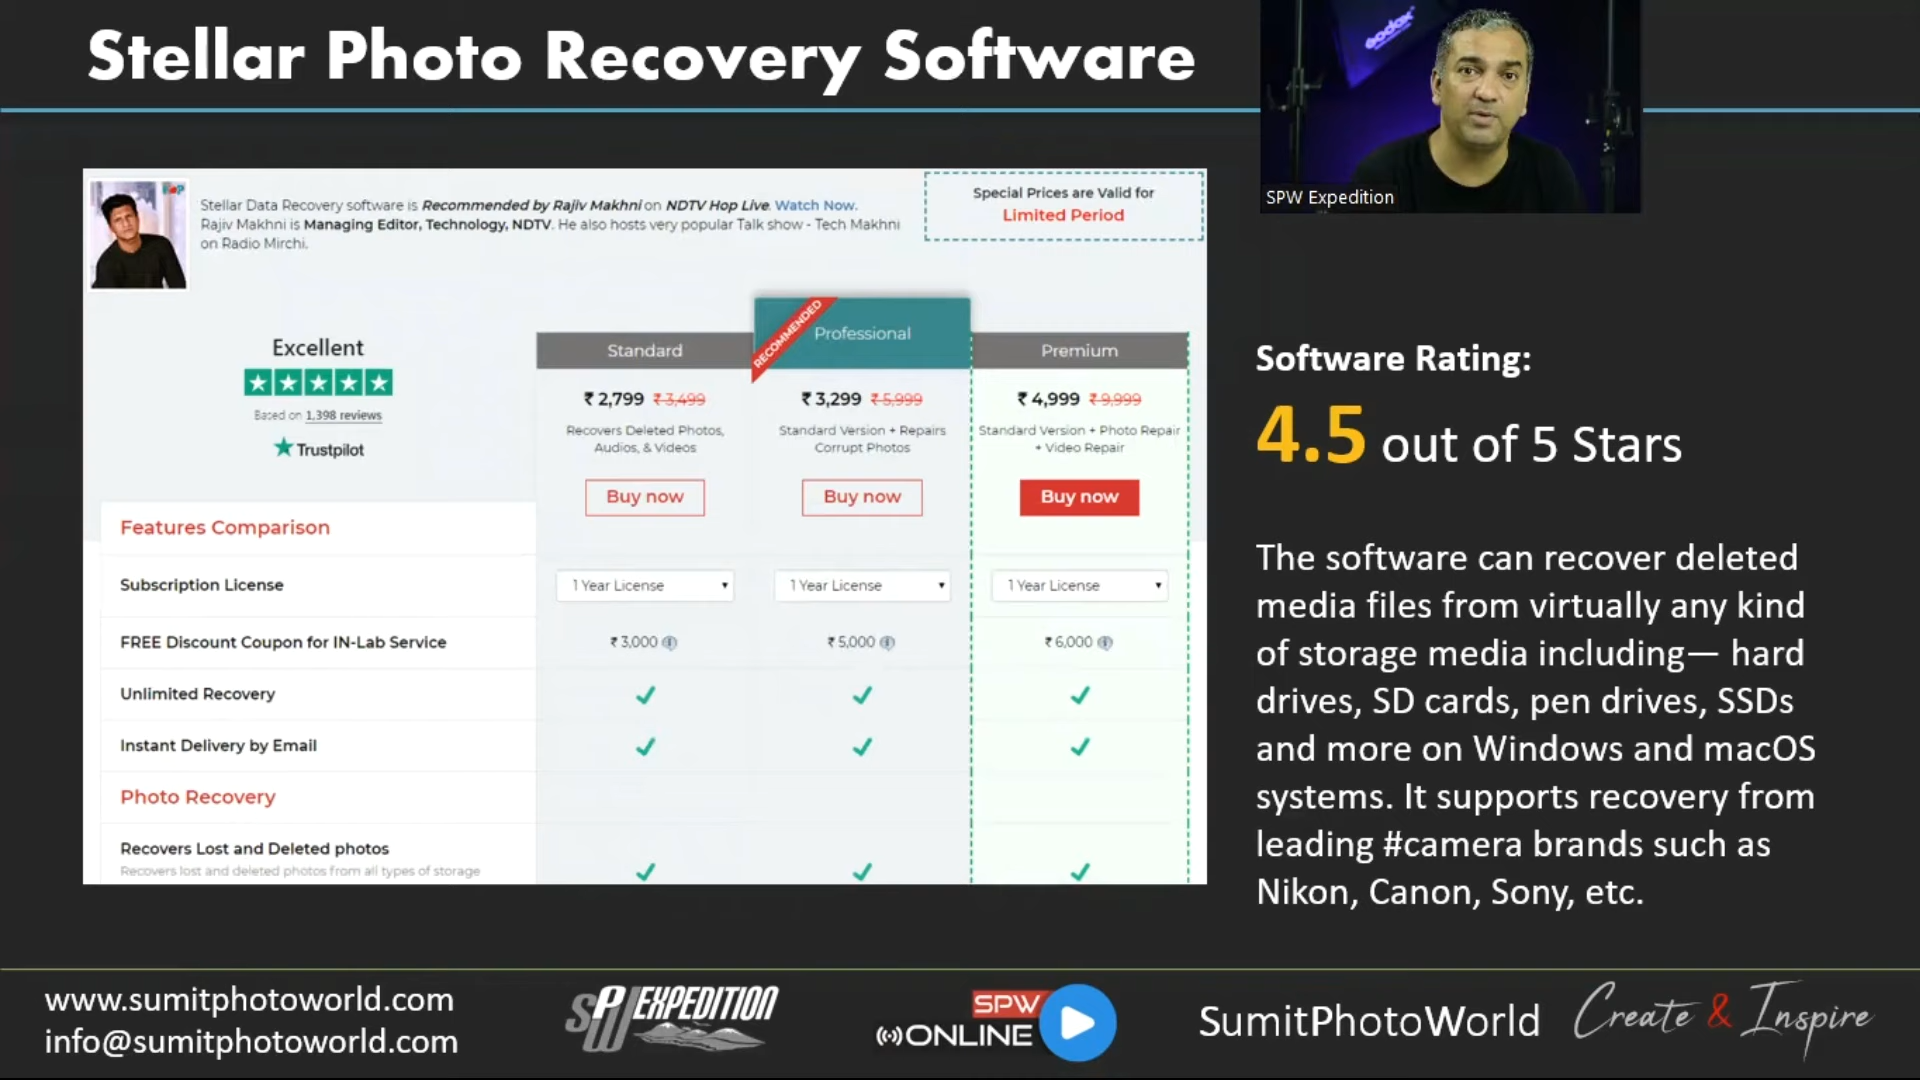 Stellar Photo Recovery Software
Godox
SPW Expedition
Stellar Data Recovery software is Recommended by Rajiv Makhni on NDTV Hop Live. Watch Now.
Rajiv Makhni is Managing Editor, Technology, NDTV. He also hosts very popular Talk show - Tech Makhni
on Radio Mirchi.
Special Prices are Valid for
Limited Period
Excellent
Based on 1,398 reviews
Trustpilot
Standard
RECOMMENDED
Professional
Premium
₹ 2,799 ₹ 3,499
₹ 3,299 ₹ 5,999
₹ 4,999 ₹ 9,999
Recovers Deleted Photos,
Audios, & Videos
Standard Version + Repairs
Corrupt Photos
Standard Version + Photo Repair
+ Video Repair
Buy now
Buy now
Buy now
Features Comparison
Subscription License
1 Year License
1 Year License
1 Year License
FREE Discount Coupon for IN-Lab Service
₹ 3,000
₹ 5,000
₹ 6,000
Unlimited Recovery
Instant Delivery by Email
Photo Recovery
Recovers Lost and Deleted photos
Recovers lost and deleted photos from all types of storage
Software Rating:
4.5 out of 5 Stars
The software can recover deleted
media files from virtually any kind
of storage media including— hard
drives, SD cards, pen drives, SSDs
and more on Windows and macOS
systems. It supports recovery from
leading #camera brands such as
Nikon, Canon, Sony, etc.
www.sumitphotoworld.com
info@sumitphotoworld.com
SPW EXPEDITION
SPW
ONLINE
SumitPhotoWorld
Create & Inspire